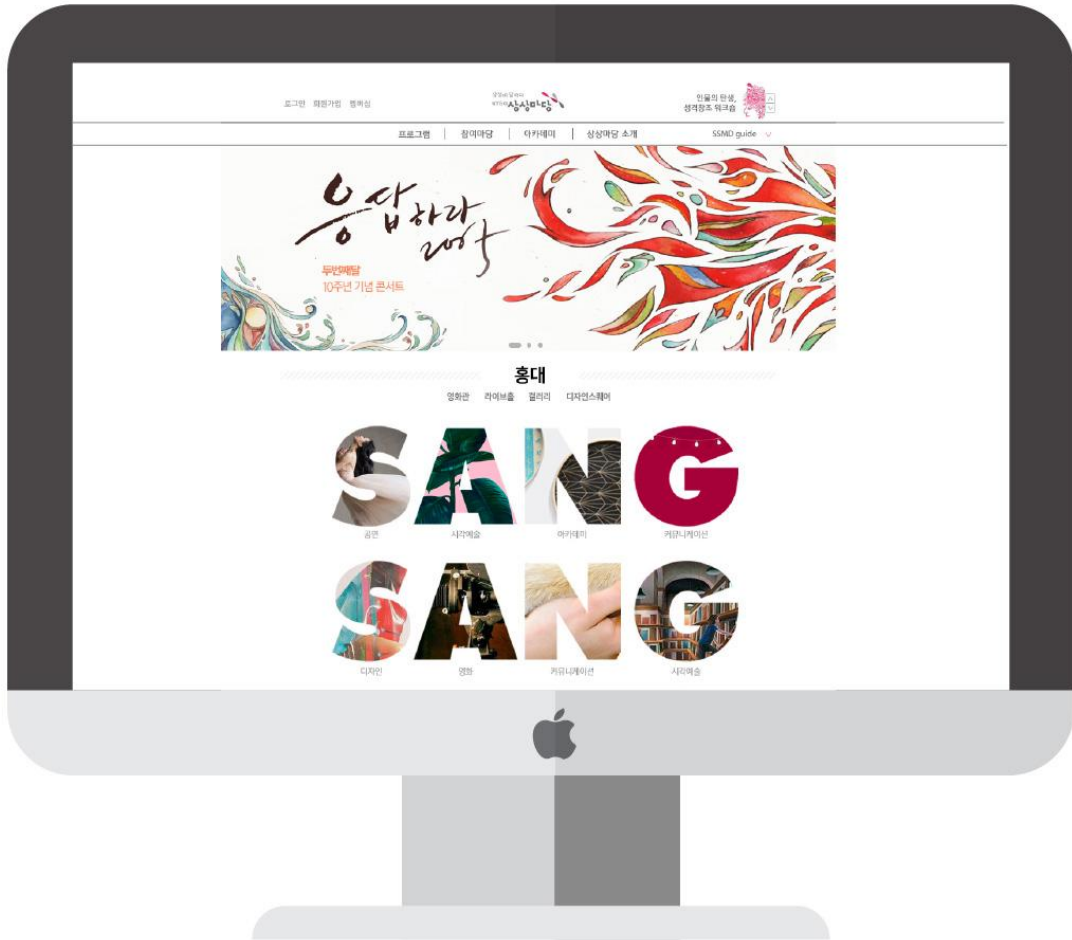 로그인 회원가입 멤버십
상상마당
인물의 탄생,
성격창조 워크숍
프로그램 | 참여마당 | 아카데미 | 상상마당 소개
SSMD guide
응답하라
2005
두번째달
10주년 기념 콘서트
홍대
영화관 라이브홀 갤러리 디자인스퀘어
SANG
공연 시각예술 아카데미 커뮤니케이션
SANG
디자인 영화 커뮤니케이션 시각예술